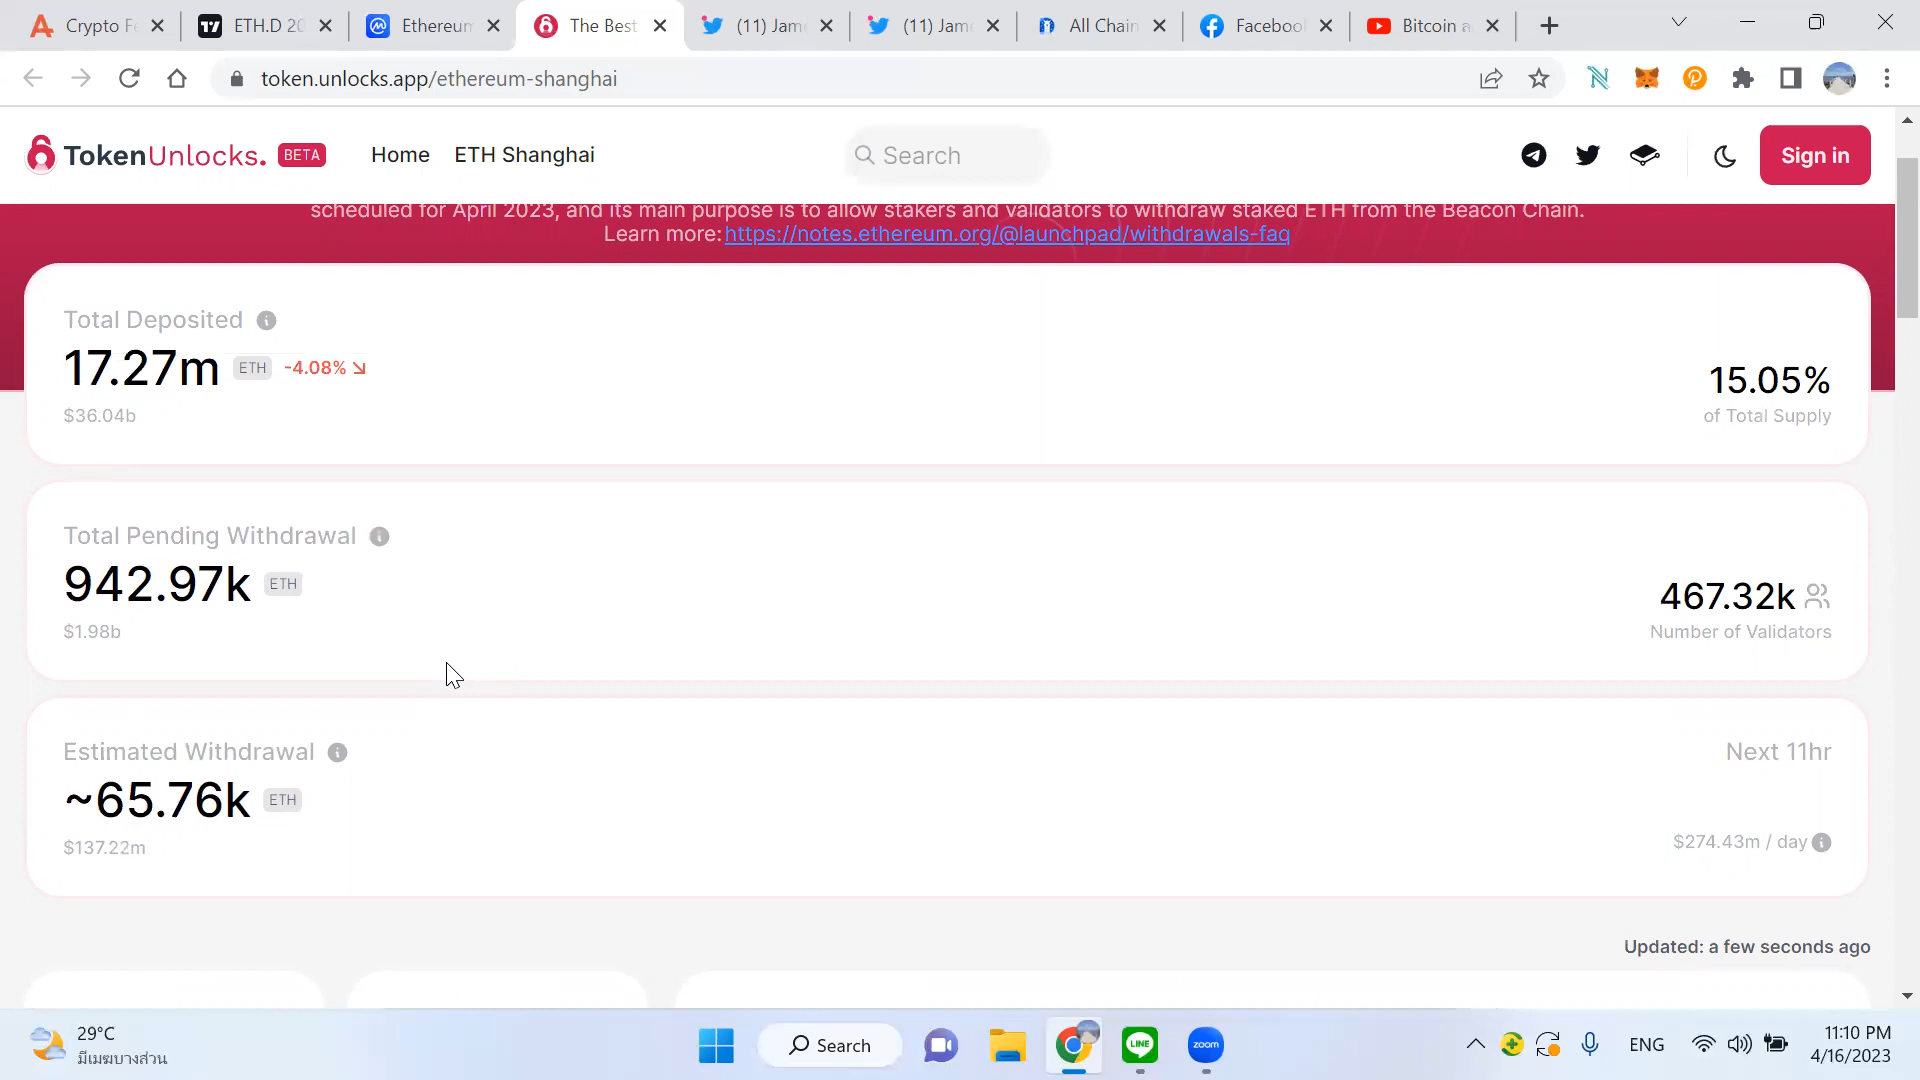 Crypto Fe
ETH.D 20
Ethereum
The Best
(11) Jame
(11) Jame
All Chain
Facebook
Bitcoin a
token.unlocks.app/ethereum-shanghai
TokenUnlocks. BETA
Home
ETH Shanghai
Search
Sign in
scheduled for April 2023, and its main purpose is to allow stakers and validators to withdraw staked ETH from the Beacon Chain.
Learn more: https://notes.ethereum.org/@launchpad/withdrawals-faq
Total Deposited
17.27m ETH -4.08%
$36.04b
15.05%
of Total Supply
Total Pending Withdrawal
942.97k ETH
$1.98b
467.32k
Number of Validators
Estimated Withdrawal
~65.76k ETH
$137.22m
Next 11hr
$274.43m / day
Updated: a few seconds ago
29°C
มีเมฆบางส่วน
Search
LINE
zoom
ENG
11:10 PM
4/16/2023